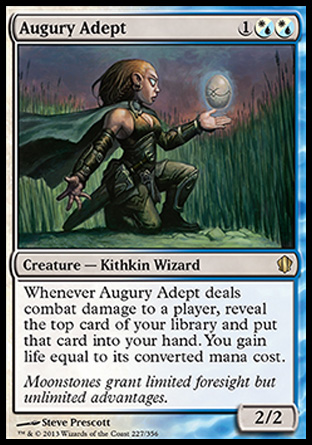 Augury Adept 1
Creature — Kithkin Wizard
Whenever Augury Adept deals
combat damage to a player, reveal
the top card of your library and put
that card into your hand. You gain
life equal to its converted mana cost.
Moonstones grant limited foresight but
unlimited advantages.
2/2
Steve Prescott
™ & © 2013 Wizards of the Coast 227/356